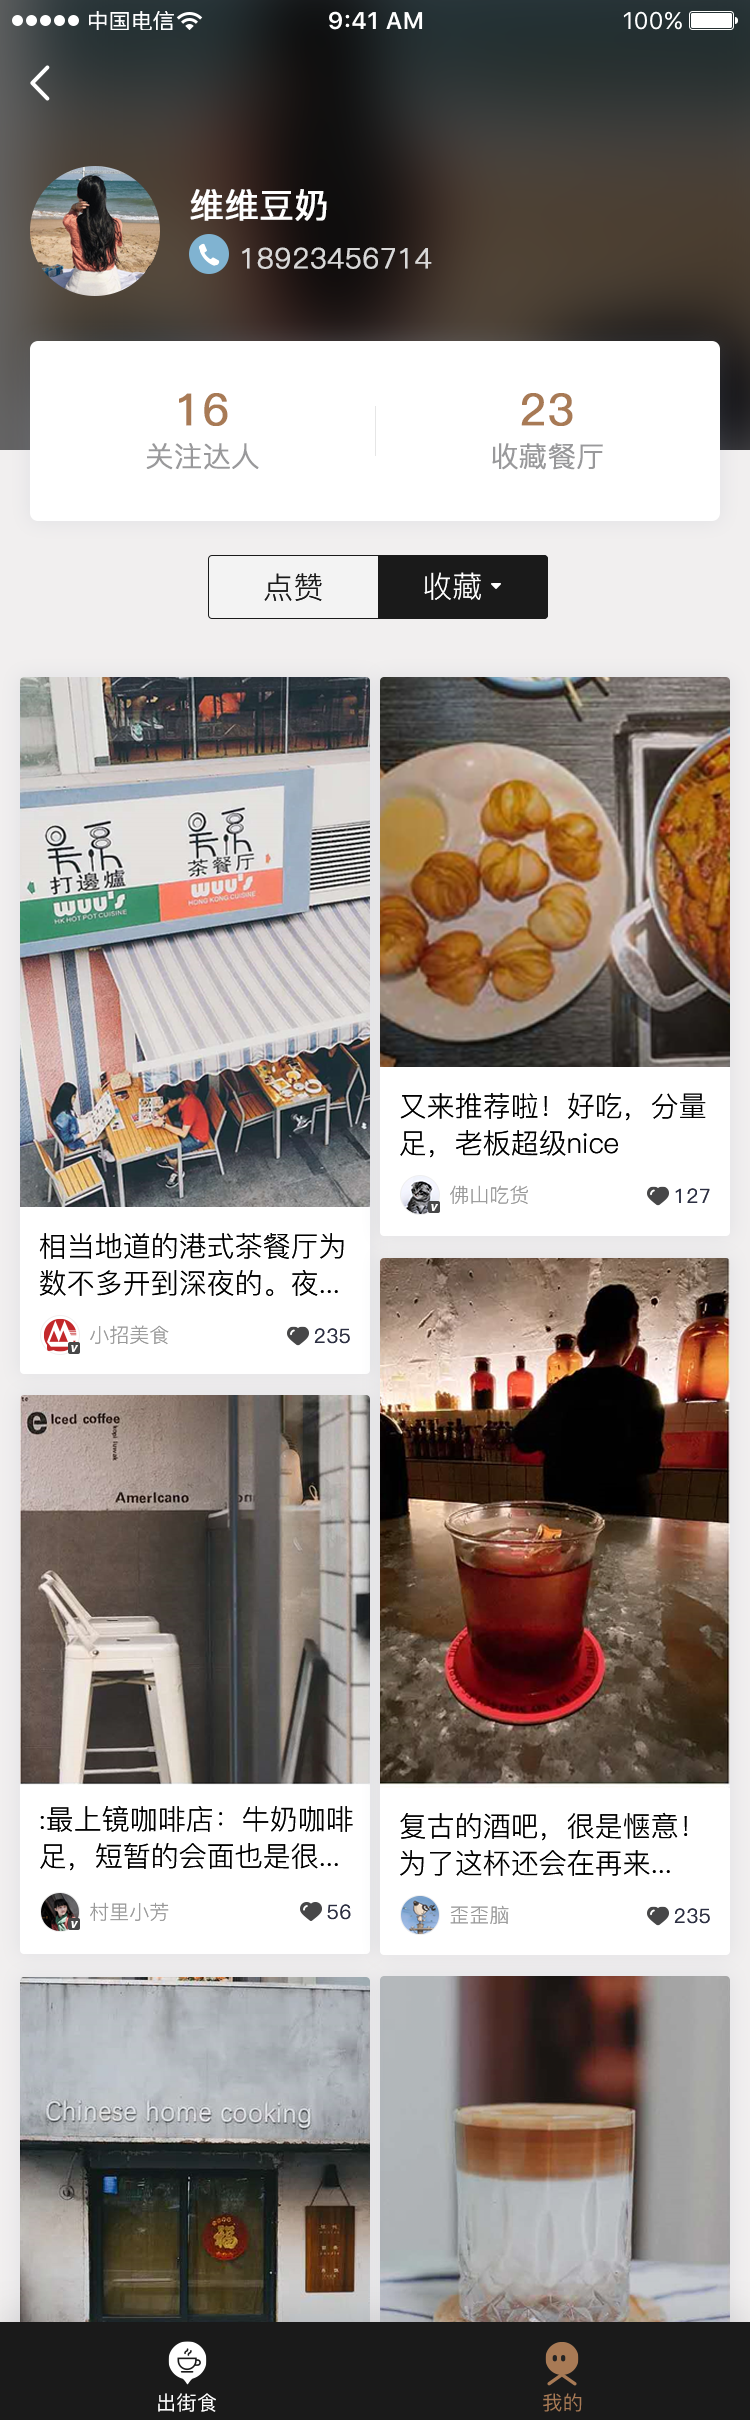 中国电信
9:41 AM
100%
维维豆奶
18923456714
16
关注达人
23
收藏餐厅
点赞
收藏
打邊爐
WUU'S
HK HOT POT CUISINE
茶餐厅
WUU'S
HONG KONG CUISINE
相当地道的港式茶餐厅为
数不多开到深夜的。夜...
小招美食
235
又来推荐啦！好吃，分量
足，老板超级nice
佛山吃货
127
e Iced coffee
Americano
:最上镜咖啡店：牛奶咖啡
足，短暂的会面也是很...
村里小芳
56
复古的酒吧，很是惬意！
为了这杯还会在再来...
歪歪脑
235
Chinese home cooking
福
出街食
我的